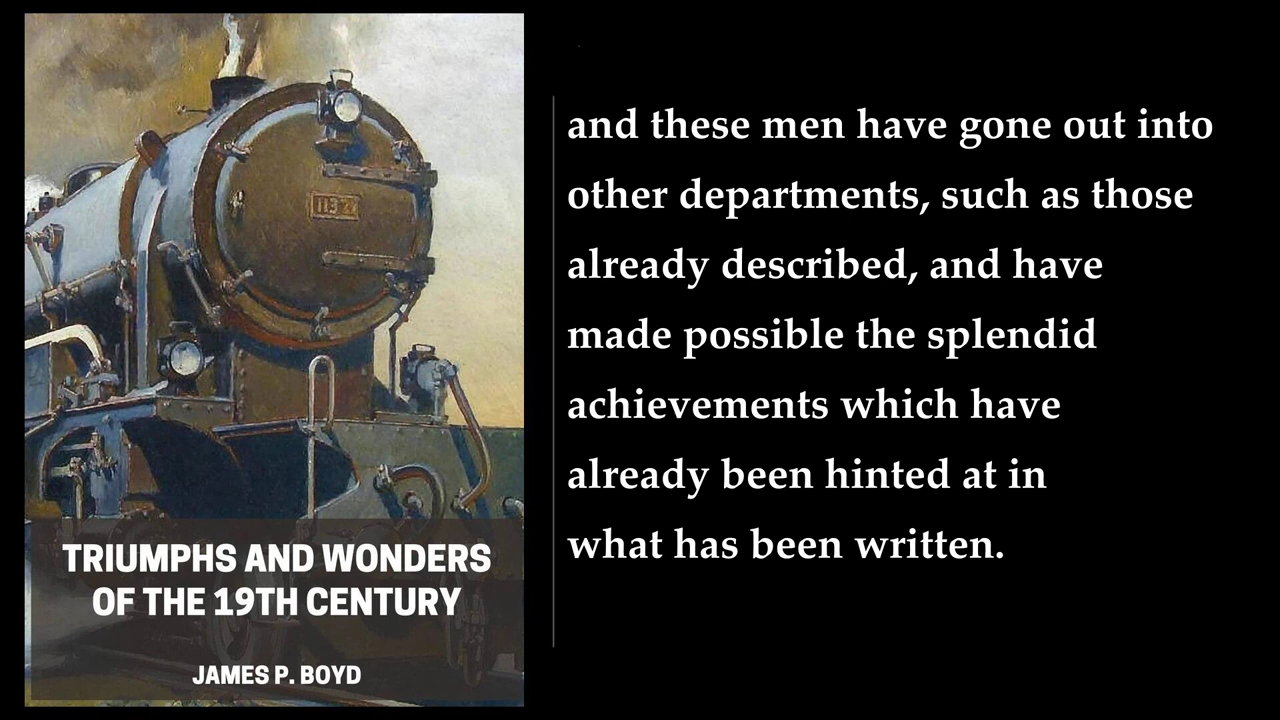 TRIUMPHS AND WONDERS
OF THE 19TH CENTURY
JAMES P. BOYD
and these men have gone out into
other departments, such as those
already described, and have
made possible the splendid
achievements which have
already been hinted at in
what has been written.